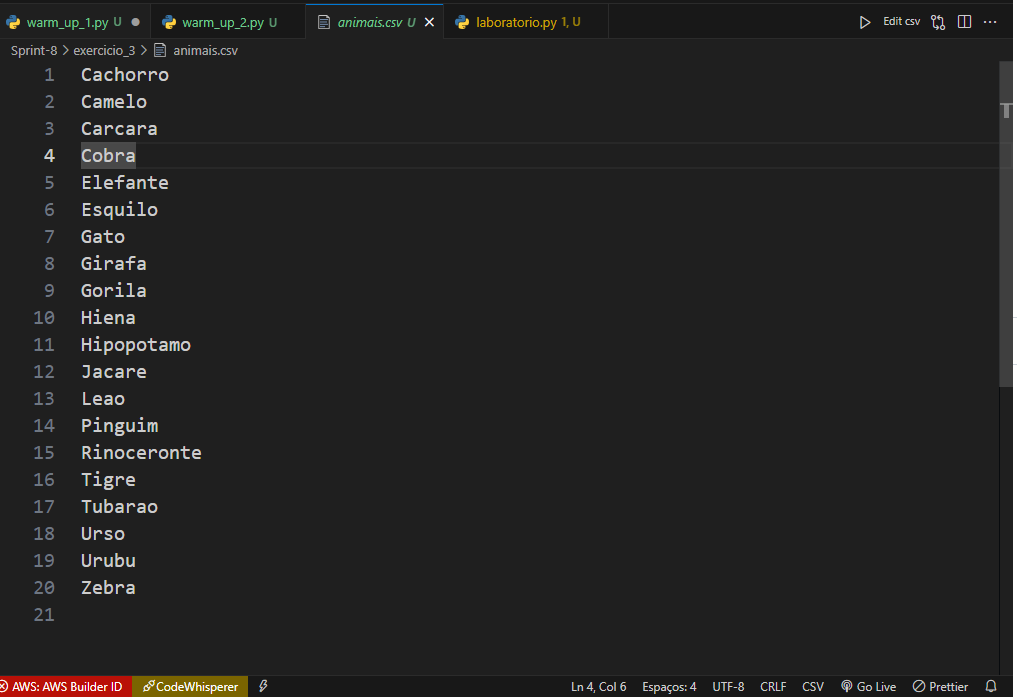 warm_up_1.py U warm_up_2.py U animais.csv U laboratorio.py 1, U Edit csv
Sprint-8 > exercicio_3 > animais.csv
1 Cachorro
2 Camelo
3 Carcara
4 Cobra
5 Elefante
6 Esquilo
7 Gato
8 Girafa
9 Gorila
10 Hiena
11 Hipopotamo
12 Jacare
13 Leao
14 Pinguim
15 Rinoceronte
16 Tigre
17 Tubarao
18 Urso
19 Urubu
20 Zebra
21
AWS: AWS Builder ID CodeWhisperer Ln 4, Col 6 Espaços: 4 UTF-8 CRLF CSV Go Live Prettier